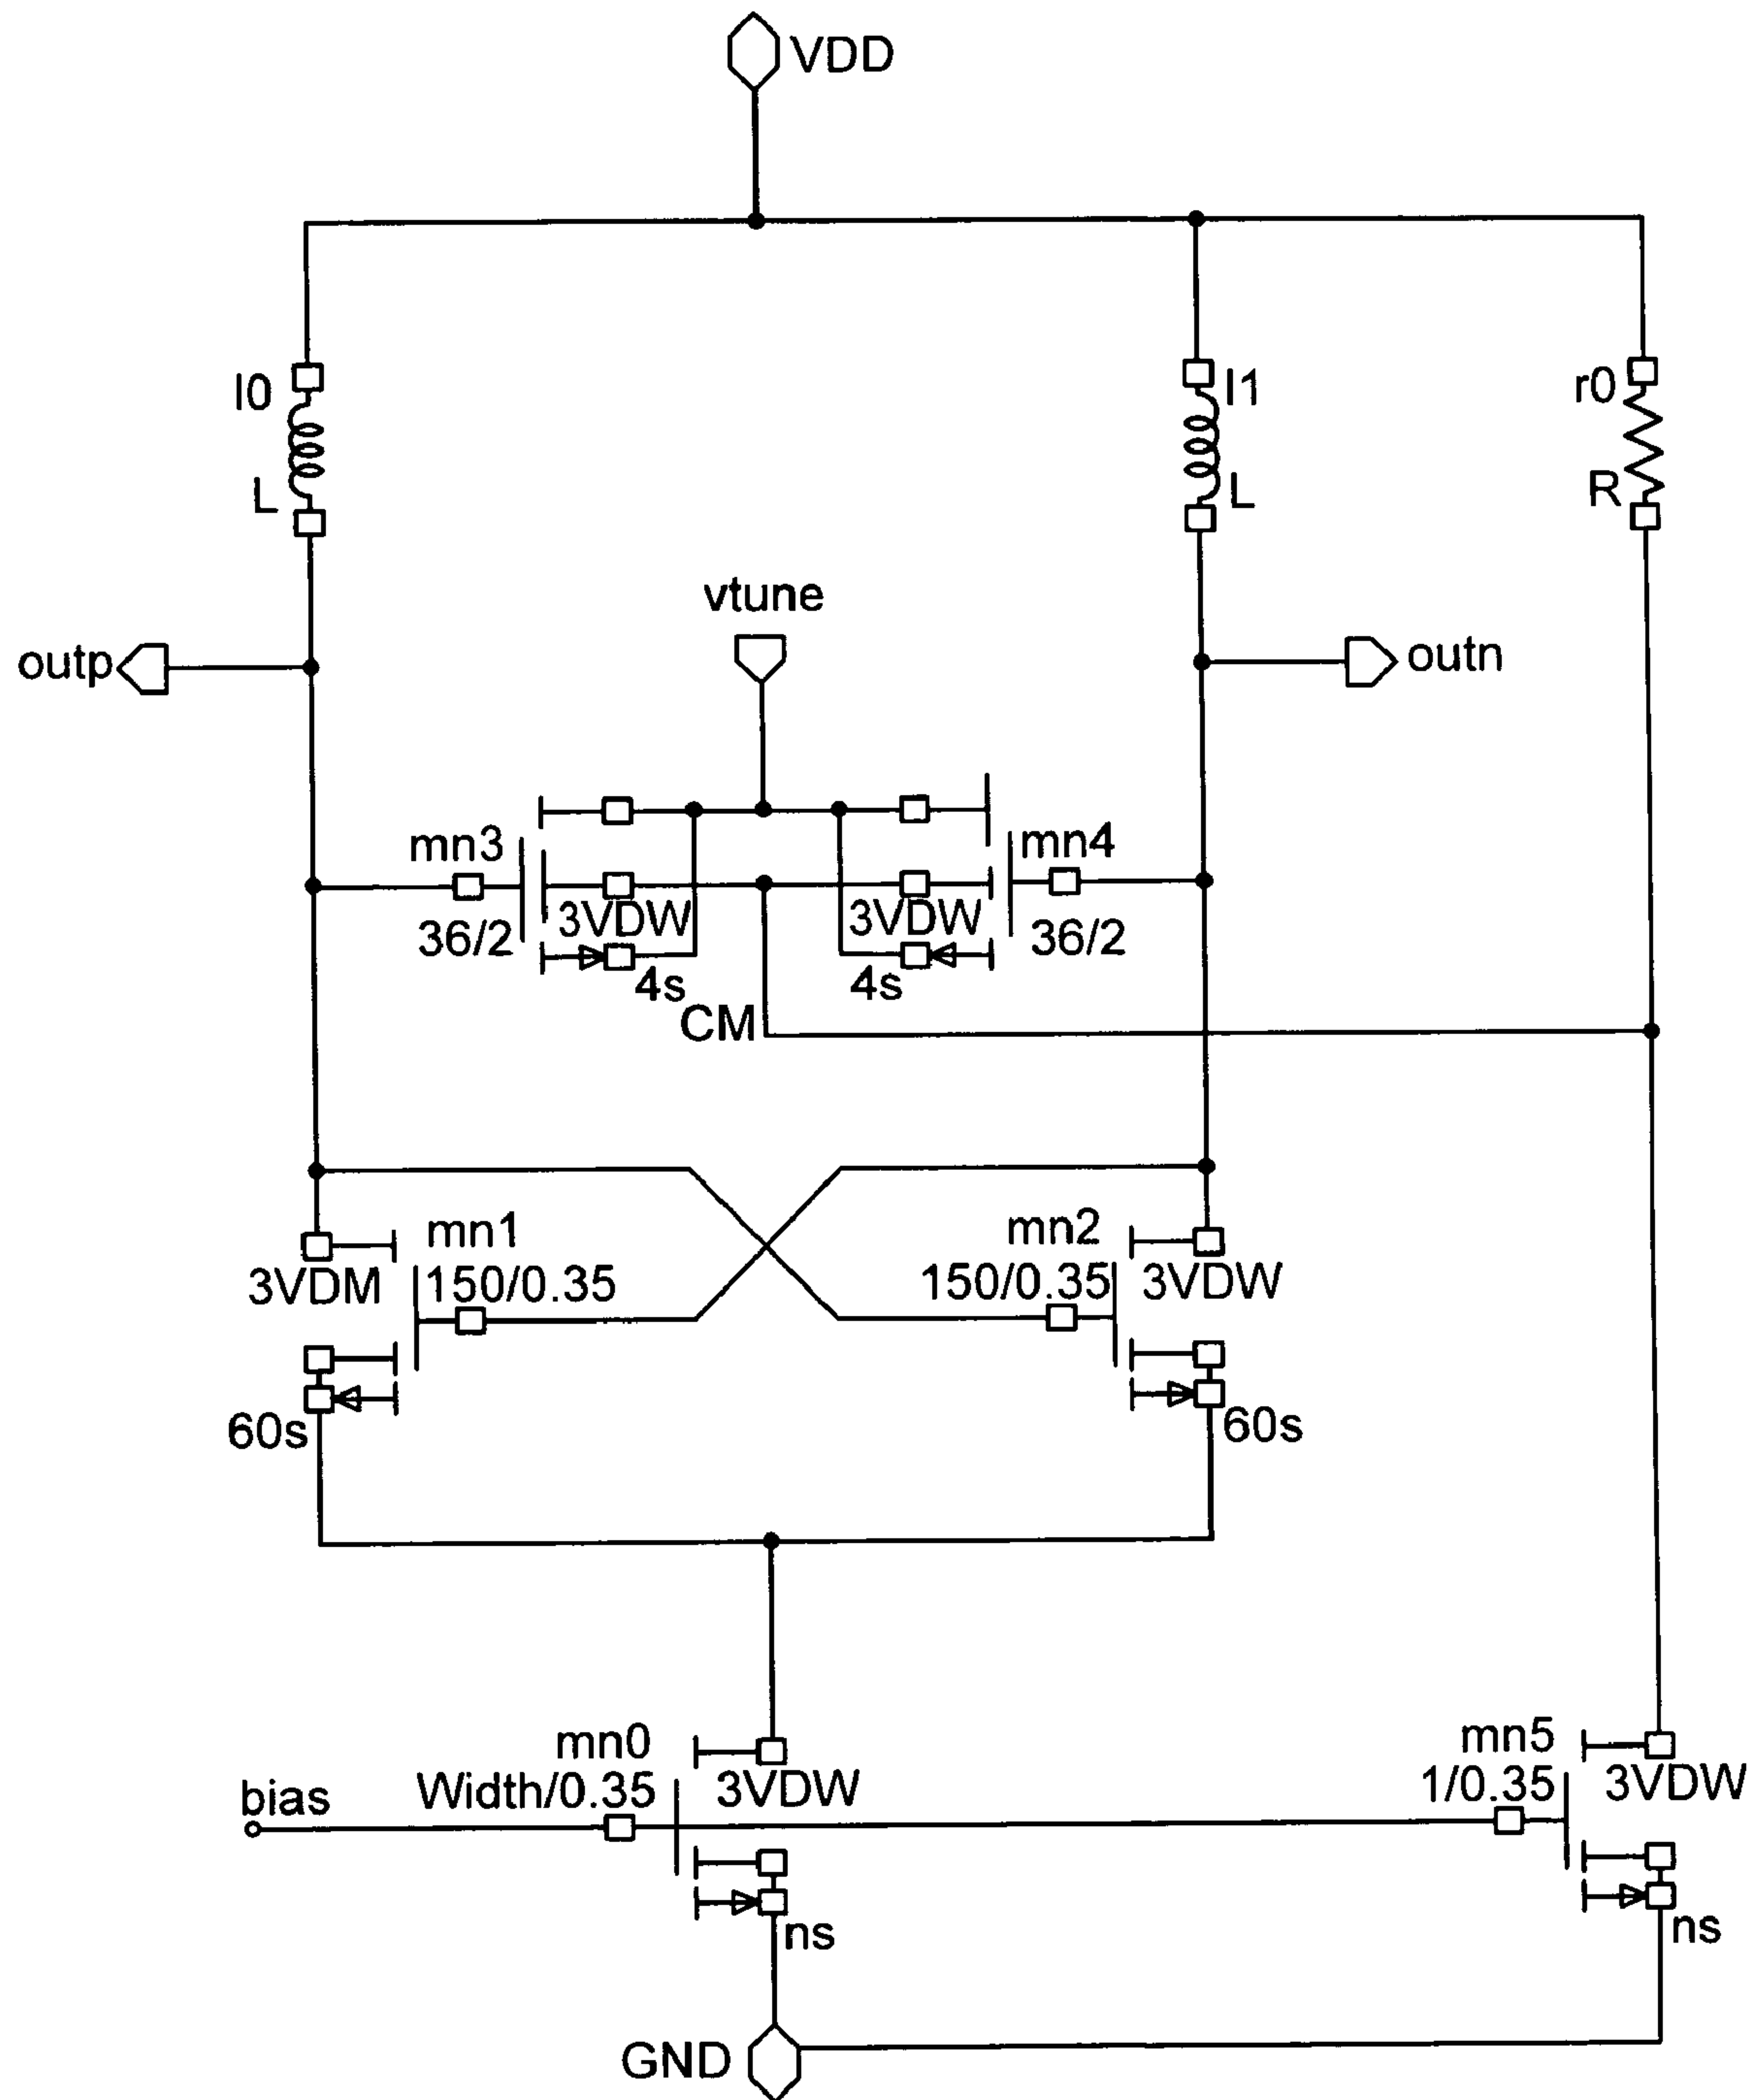 VDD
l0
L
l1
L
r0
R
vtune
outp
outn
mn3
36/2
3VDW
4s
3VDW
4s
mn4
36/2
CM
mn1
150/0.35
3VDM
60s
mn2
150/0.35
3VDW
60s
mn0
Width/0.35
3VDW
ns
bias
mn5
1/0.35
3VDW
ns
GND